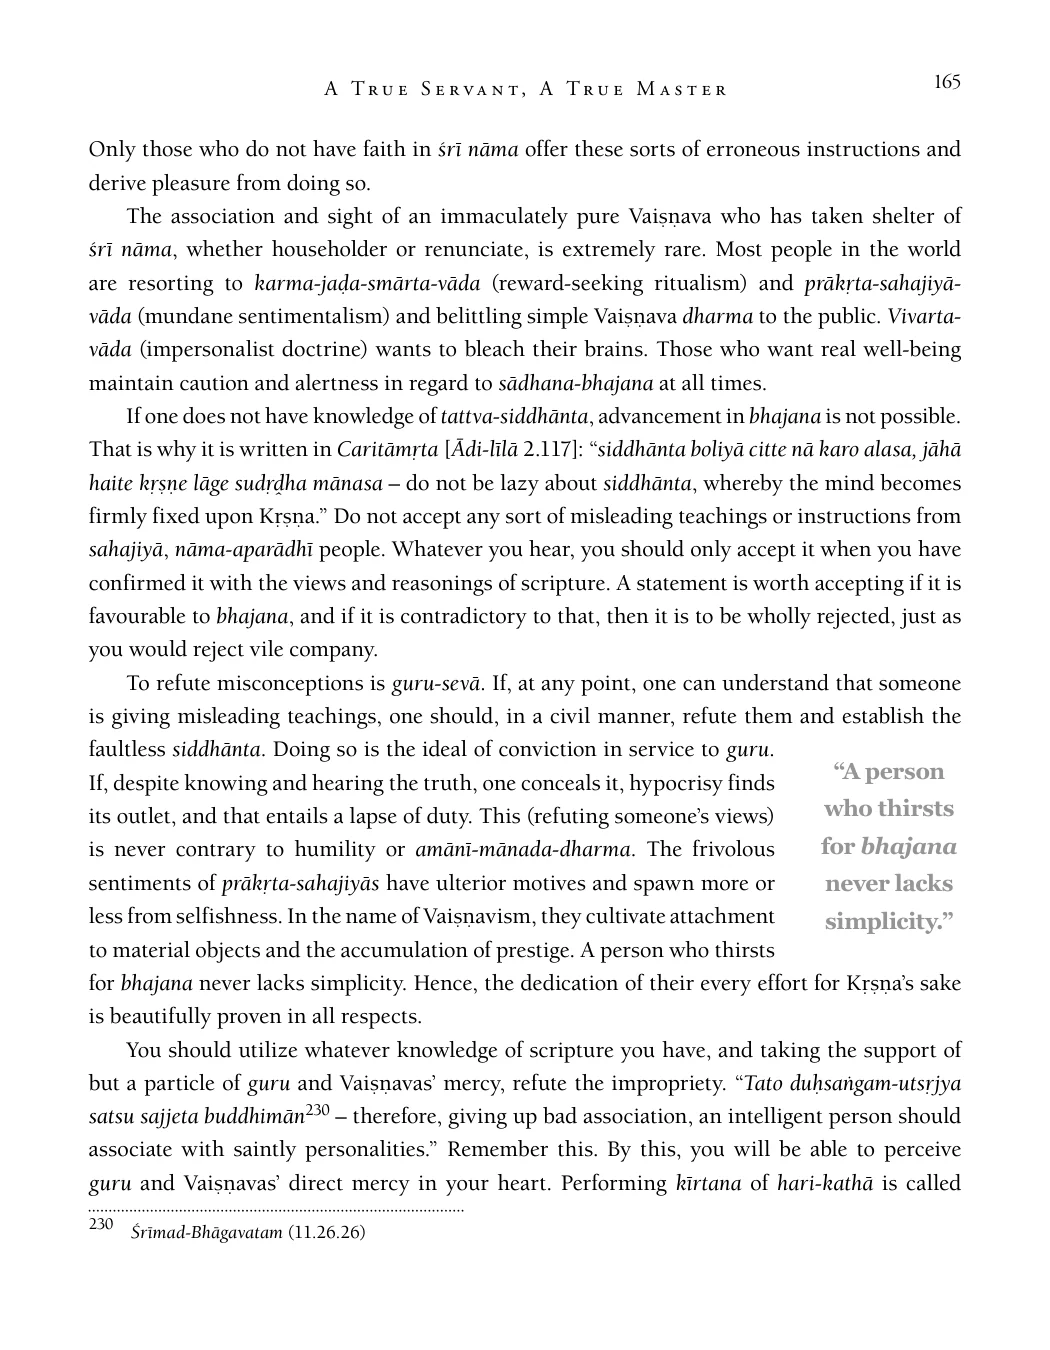 A True Servant, A True Master
165
Only those who do not have faith in śrī nāma offer these sorts of erroneous instructions and
derive pleasure from doing so.
The association and sight of an immaculately pure Vaiṣṇava who has taken shelter of
śrī nāma, whether householder or renunciate, is extremely rare. Most people in the world
are resorting to karma-jaḍa-smārta-vāda (reward-seeking ritualism) and prākṛta-sahajiyā-
vāda (mundane sentimentalism) and belittling simple Vaiṣṇava dharma to the public. Vivarta-
vāda (impersonalist doctrine) wants to bleach their brains. Those who want real well-being
maintain caution and alertness in regard to sādhana-bhajana at all times.
If one does not have knowledge of tattva-siddhānta, advancement in bhajana is not possible.
That is why it is written in Caritāmṛta [Ādi-līlā 2.117]: “siddhānta boliyā citte nā karo alasa, jāhā
haite kṛṣṇe lāge sudṛḍha mānasa – do not be lazy about siddhānta, whereby the mind becomes
firmly fixed upon Kṛṣṇa.” Do not accept any sort of misleading teachings or instructions from
sahajiyā, nāma-aparādhī people. Whatever you hear, you should only accept it when you have
confirmed it with the views and reasonings of scripture. A statement is worth accepting if it is
favourable to bhajana, and if it is contradictory to that, then it is to be wholly rejected, just as
you would reject vile company.
To refute misconceptions is guru-sevā. If, at any point, one can understand that someone
is giving misleading teachings, one should, in a civil manner, refute them and establish the
faultless siddhānta. Doing so is the ideal of conviction in service to guru.
If, despite knowing and hearing the truth, one conceals it, hypocrisy finds
its outlet, and that entails a lapse of duty. This (refuting someone’s views)
is never contrary to humility or amānī-mānada-dharma. The frivolous
sentiments of prākṛta-sahajiyās have ulterior motives and spawn more or
less from selfishness. In the name of Vaiṣṇavism, they cultivate attachment
to material objects and the accumulation of prestige. A person who thirsts
for bhajana never lacks simplicity. Hence, the dedication of their every effort for Kṛṣṇa’s sake
is beautifully proven in all respects.
“A person
who thirsts
for bhajana
never lacks
simplicity.”
You should utilize whatever knowledge of scripture you have, and taking the support of
but a particle of guru and Vaiṣṇavas’ mercy, refute the impropriety. “Tato duḥsaṅgam-utsṛjya
satsu sajjeta buddhimān230 – therefore, giving up bad association, an intelligent person should
associate with saintly personalities.” Remember this. By this, you will be able to perceive
guru and Vaiṣṇavas’ direct mercy in your heart. Performing kīrtana of hari-kathā is called
230 Śrīmad-Bhāgavatam (11.26.26)